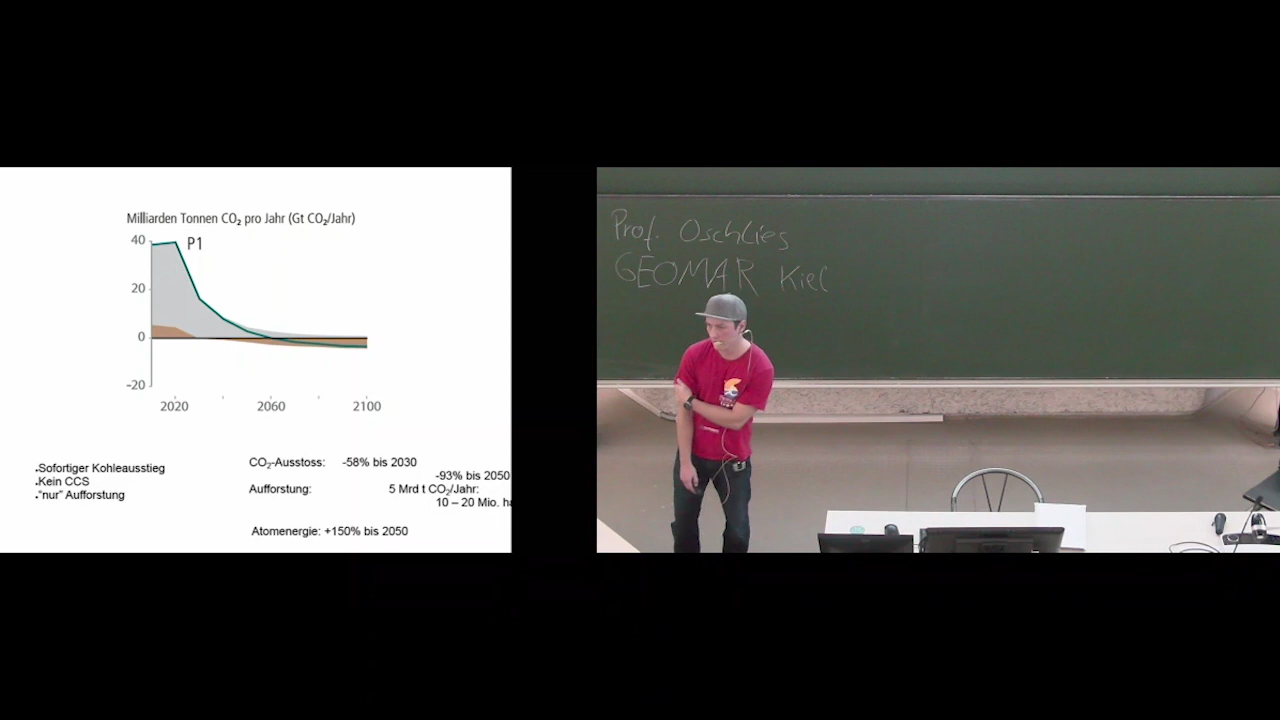 Milliarden Tonnen CO₂ pro Jahr (Gt CO₂/Jahr)
40
P1
20
0
-20
2020
2060
2100
.Sofortiger Kohleausstieg
.Kein CCS
."nur" Aufforstung
CO₂-Ausstoss: -58% bis 2030
-93% bis 2050
Aufforstung: 5 Mrd t CO₂/Jahr:
10 – 20 Mio.
Atomenergie: +150% bis 2050
Prof. Oschlies
GEOMAR Kiel